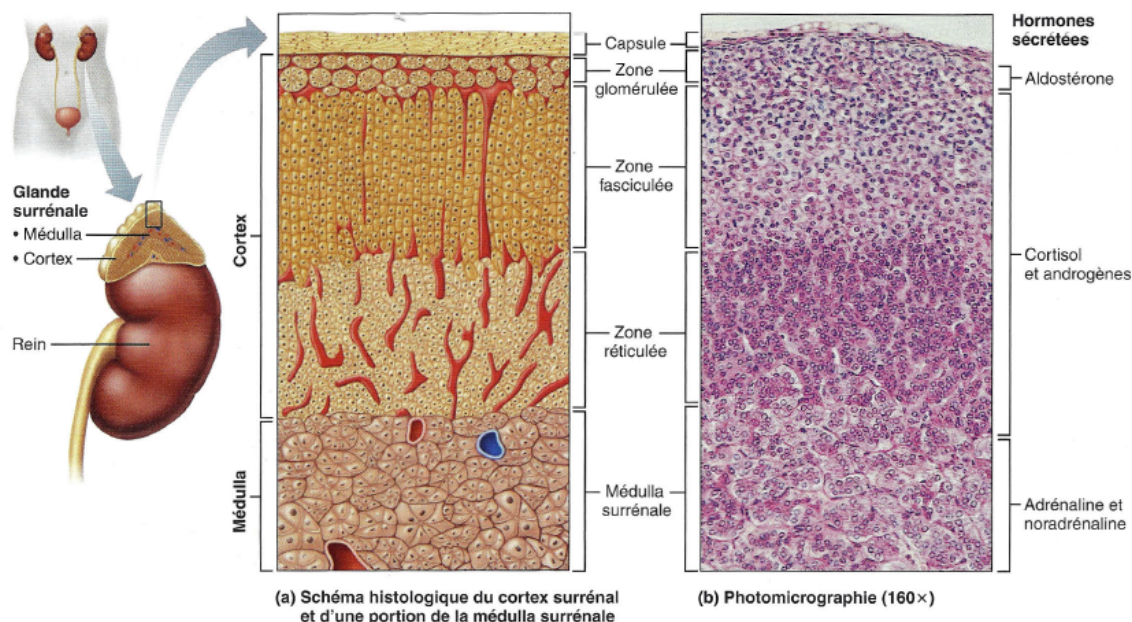 Glande
surrénale
• Médulla
• Cortex
Rein
Cortex
Médulla
Capsule
Zone
glomérulée
Zone
fasciculée
Zone
réticulée
Médulla
surrénale
Hormones
sécrétées
Aldostérone
Cortisol
et androgènes
Adrénaline et
noradrénaline
(a) Schéma histologique du cortex surrénal
et d'une portion de la médulla surrénale
(b) Photomicrographie (160×)